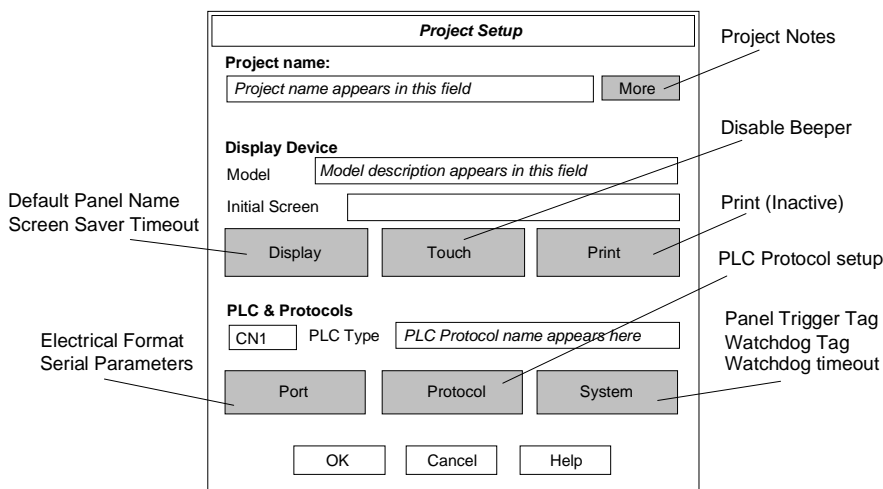 Project Setup
Project Notes
Project name:
Project name appears in this field
More
Disable Beeper
Display Device
Model
Model description appears in this field
Default Panel Name
Screen Saver Timeout
Initial Screen
Print (Inactive)
Display
Touch
Print
PLC Protocol setup
PLC & Protocols
CN1
PLC Type
PLC Protocol name appears here
Panel Trigger Tag
Watchdog Tag
Watchdog timeout
Electrical Format
Serial Parameters
Port
Protocol
System
OK
Cancel
Help